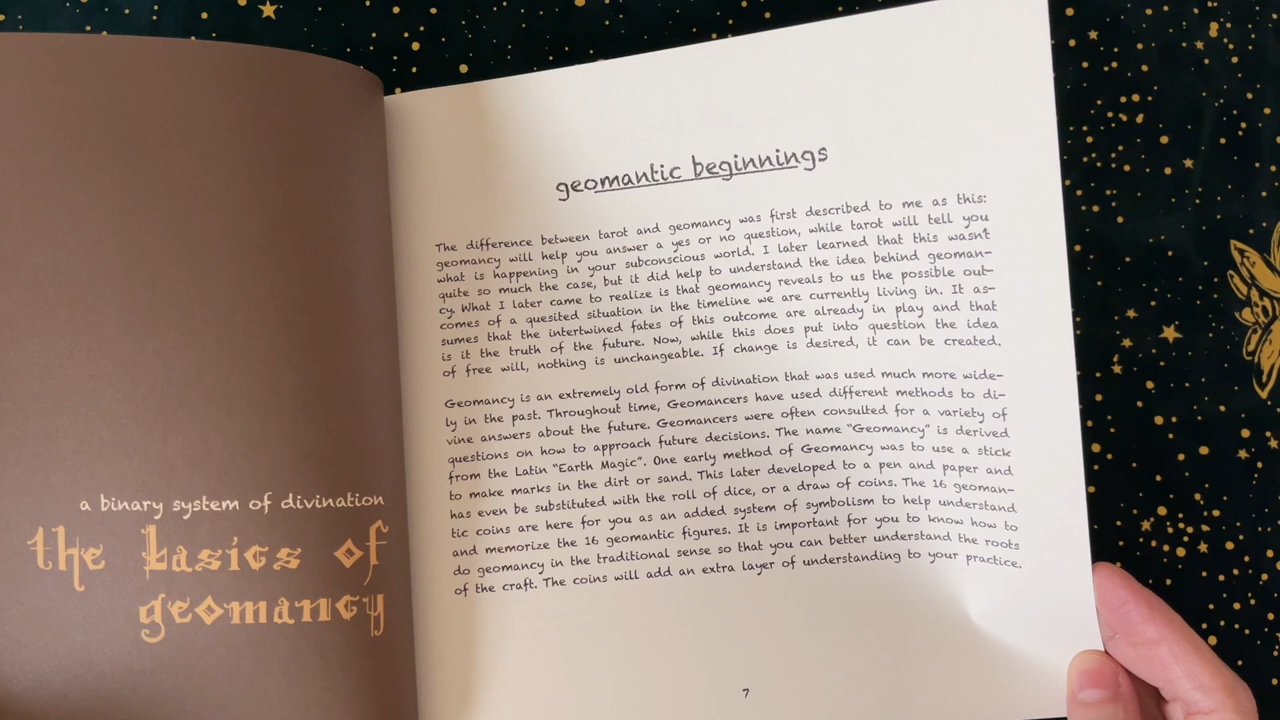 a binary system of divination
the basics of
geomancy
geomantic beginnings
The difference between tarot and geomancy was first described to me as this:
geomancy will help you answer a yes or no question, while tarot will tell you
what is happening in your subconscious world. I later learned that this wasn't
quite so much the case, but it did help to understand the idea behind geoman-
cy. What I later came to realize is that geomancy reveals to us the possible out-
comes of a quesited situation in the timeline we are currently living in. It as-
sumes that the intertwined fates of this outcome are already in play and that
is it the truth of the future. Now, while this does put into question the idea
of free will, nothing is unchangeable. If change is desired, it can be created.
Geomancy is an extremely old form of divination that was used much more wide-
ly in the past. Throughout time, Geomancers have used different methods to di-
vine answers about the future. Geomancers were often consulted for a variety of
questions on how to approach future decisions. The name "Geomancy" is derived
from the Latin "Earth Magic". One early method of Geomancy was to use a stick
to make marks in the dirt or sand. This later developed to a pen and paper and
has even be substituted with the roll of dice, or a draw of coins. The 16 geoman-
tic coins are here for you as an added system of symbolism to help understand
and memorize the 16 geomantic figures. It is important for you to know how to
do geomancy in the traditional sense so that you can better understand the roots
of the craft. The coins will add an extra layer of understanding to your practice.
7